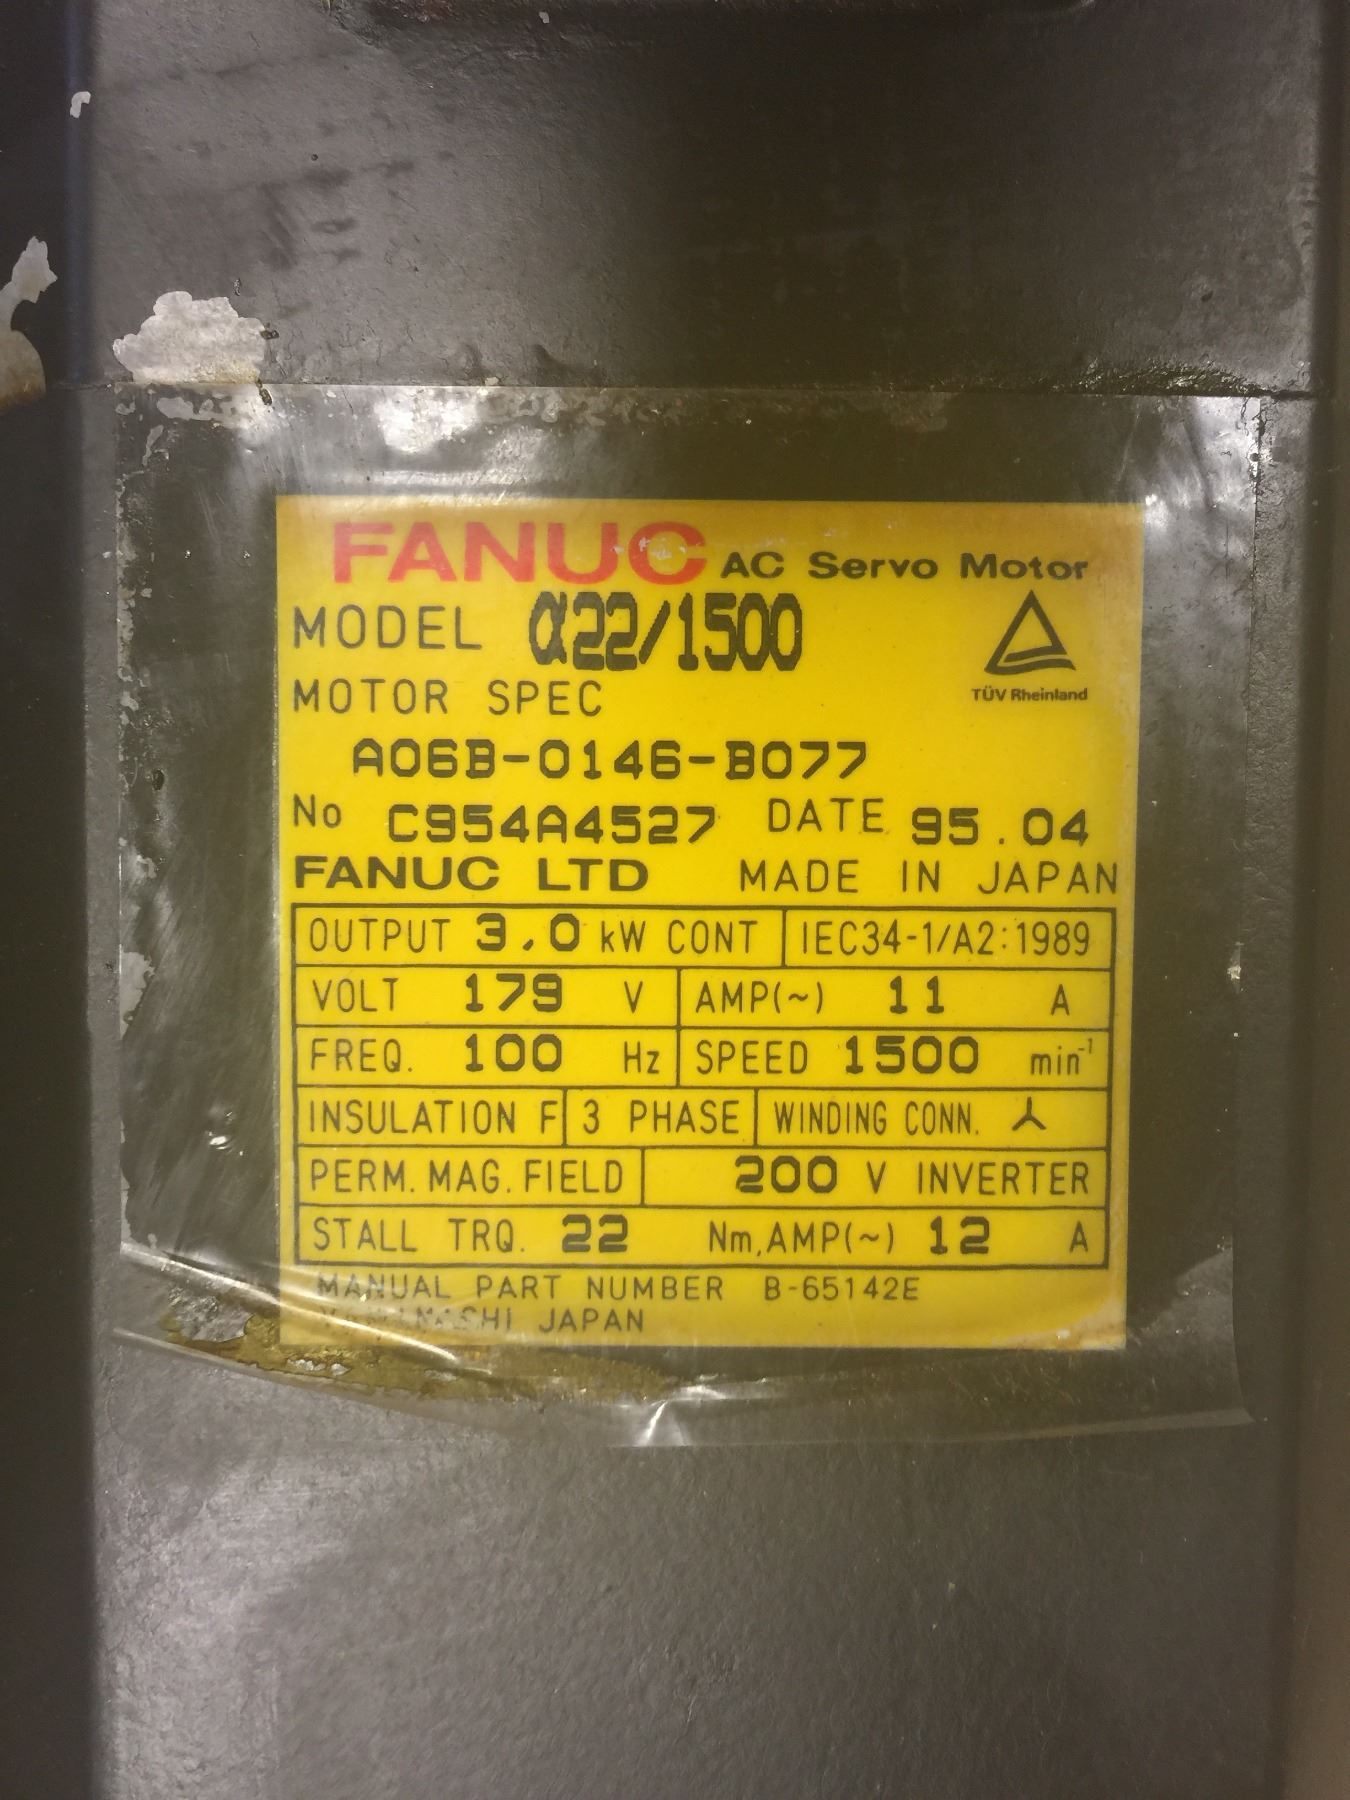 FANUC AC Servo Motor
MODEL α22/1500
TÜV Rheinland
MOTOR SPEC
A06B-0146-B077
No C954A4527 DATE 95.04
FANUC LTD MADE IN JAPAN
OUTPUT 3.0 kW CONT IEC34-1/A2:1989
VOLT 179 V AMP(~) 11 A
FREQ. 100 Hz SPEED 1500 min⁻¹
INSULATION F 3 PHASE WINDING CONN.
PERM. MAG. FIELD 200 V INVERTER
STALL TRQ. 22 Nm, AMP(~) 12 A
MANUAL PART NUMBER B-65142E
JAPAN